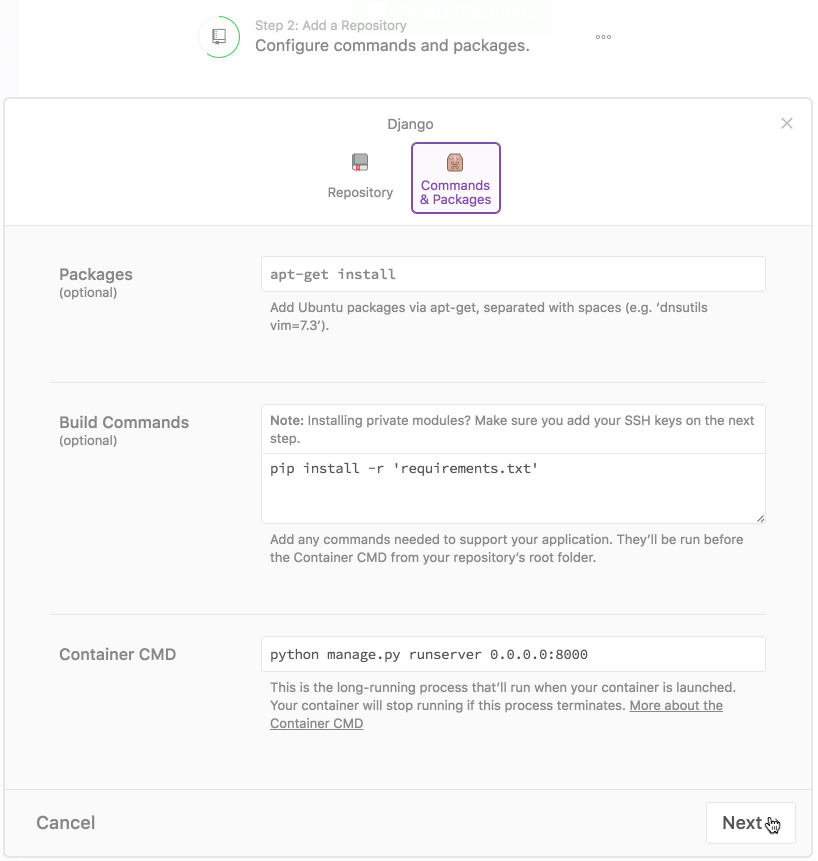 Step 2: Add a Repository
Configure commands and packages.
Django
Repository
Commands
& Packages
Packages
(optional)
apt-get install
Add Ubuntu packages via apt-get, separated with spaces (e.g. ‘dnsutils
vim=7.3’).
Build Commands
(optional)
Note: Installing private modules? Make sure you add your SSH keys on the next
step.
pip install -r 'requirements.txt'
Add any commands needed to support your application. They’ll be run before
the Container CMD from your repository’s root folder.
Container CMD
python manage.py runserver 0.0.0.0:8000
This is the long-running process that’ll run when your container is launched.
Your container will stop running if this process terminates. More about the
Container CMD
Cancel
Next